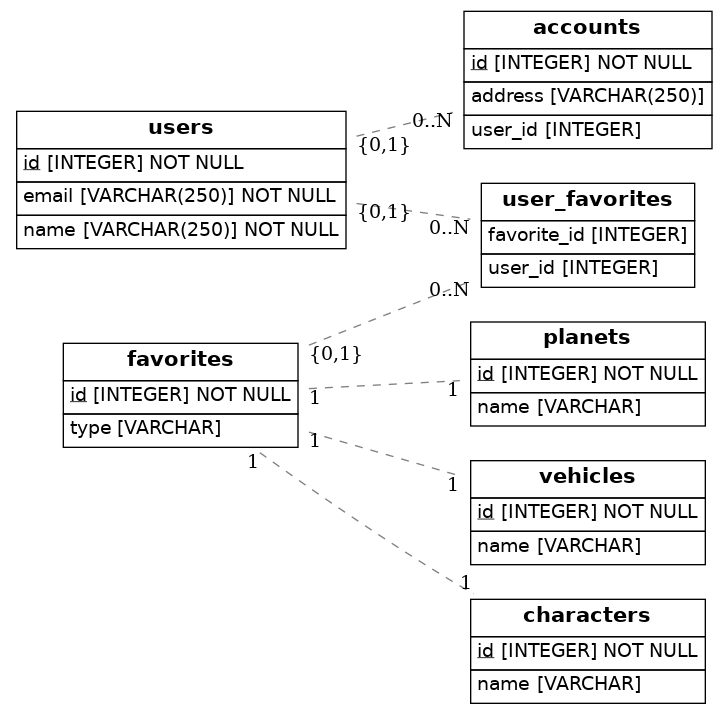 accounts
id [INTEGER] NOT NULL
address [VARCHAR(250)]
user_id [INTEGER]
users
id [INTEGER] NOT NULL
email [VARCHAR(250)] NOT NULL
name [VARCHAR(250)] NOT NULL
0..N
{0,1}
{0,1}
0..N
user_favorites
favorite_id [INTEGER]
user_id [INTEGER]
0..N
{0,1}
favorites
id [INTEGER] NOT NULL
type [VARCHAR]
planets
id [INTEGER] NOT NULL
name [VARCHAR]
1
1
1
1
vehicles
id [INTEGER] NOT NULL
name [VARCHAR]
1
1
characters
id [INTEGER] NOT NULL
name [VARCHAR]